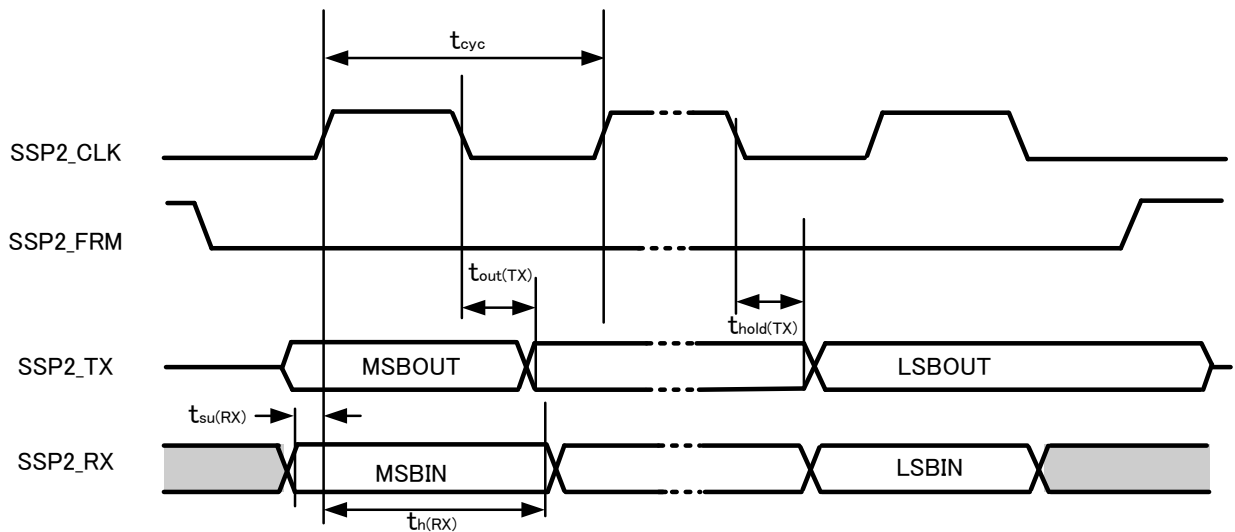 tcyc
SSP2_CLK
SSP2_FRM
tout(TX)
thold(TX)
SSP2_TX
MSBOUT
LSBOUT
tsu(RX)
SSP2_RX
MSBIN
LSBIN
th(RX)